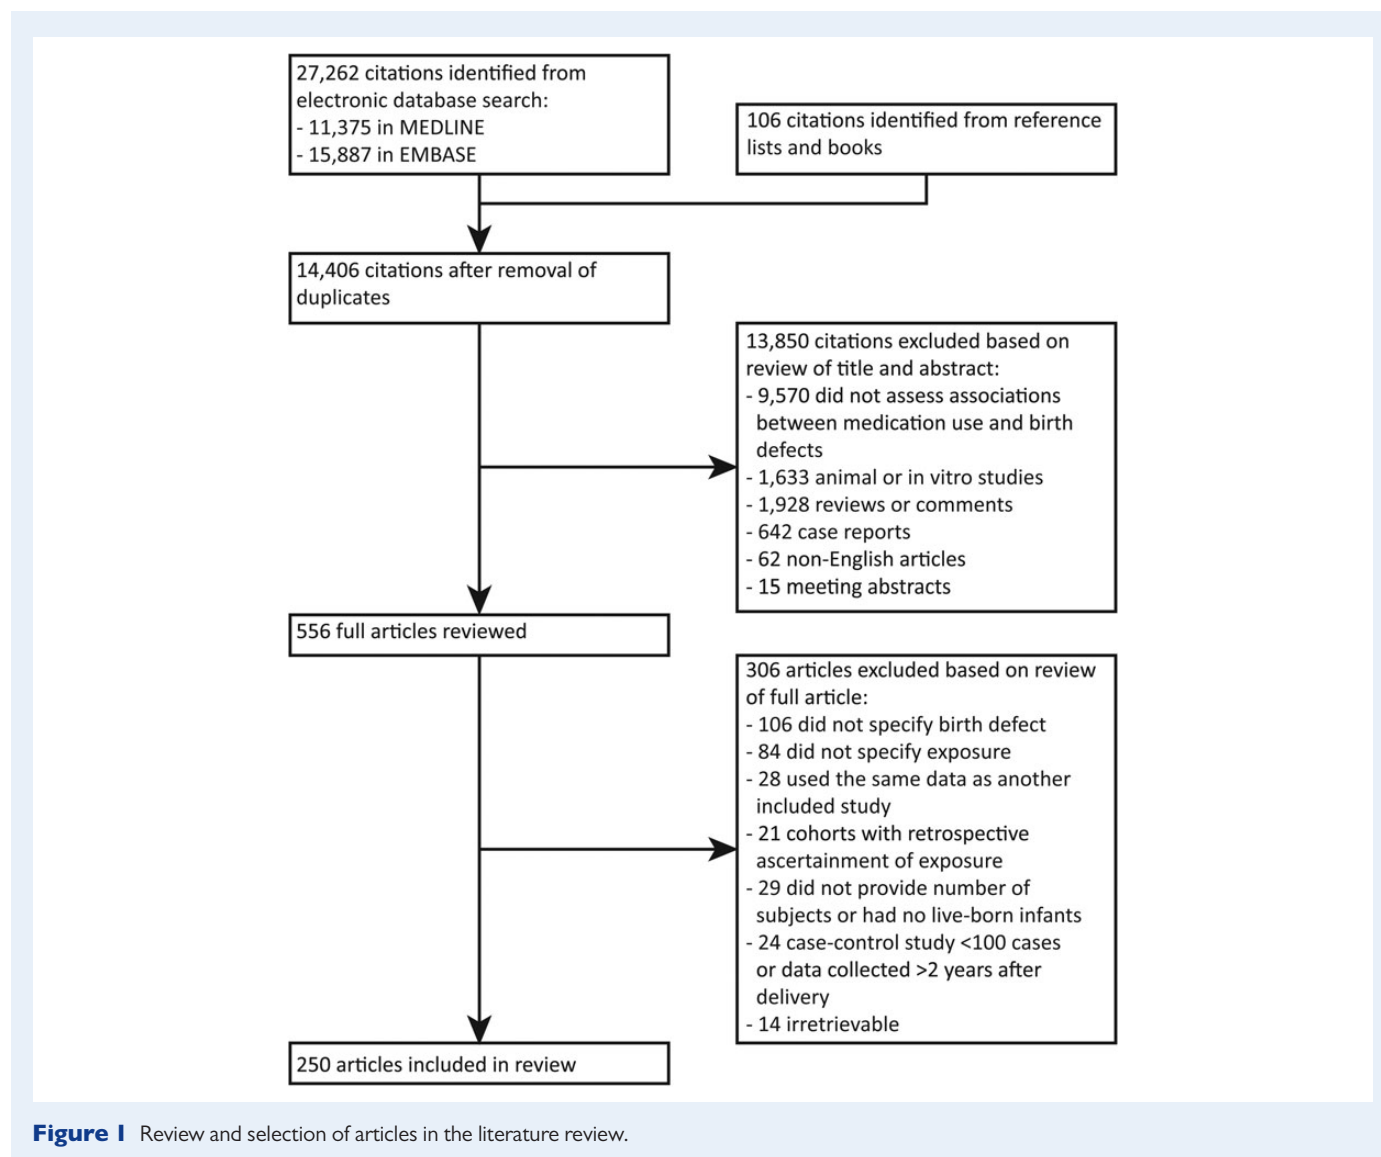 27,262 citations identified from
electronic database search:
- 11,375 in MEDLINE
- 15,887 in EMBASE
106 citations identified from reference
lists and books
14,406 citations after removal of
duplicates
13,850 citations excluded based on
review of title and abstract:
- 9,570 did not assess associations
between medication use and birth
defects
- 1,633 animal or in vitro studies
- 1,928 reviews or comments
- 642 case reports
- 62 non-English articles
- 15 meeting abstracts
556 full articles reviewed
306 articles excluded based on review
of full article:
- 106 did not specify birth defect
- 84 did not specify exposure
- 28 used the same data as another
included study
- 21 cohorts with retrospective
ascertainment of exposure
- 29 did not provide number of
subjects or had no live-born infants
- 24 case-control study <100 cases
or data collected >2 years after
delivery
- 14 irretrievable
250 articles included in review
Figure 1 Review and selection of articles in the literature review.